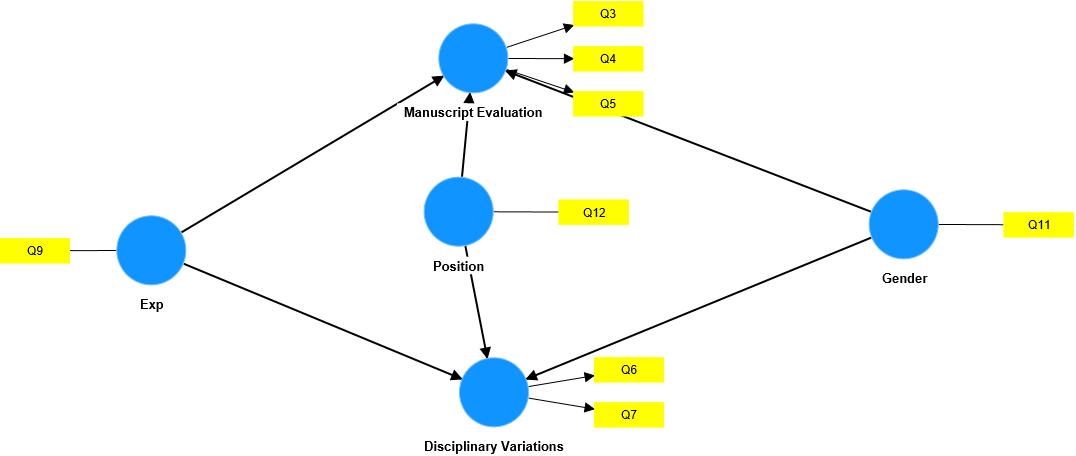 Q3
Q4
Q5
Manuscript Evaluation
Q12
Position
Q9
Exp
Q11
Gender
Q6
Q7
Disciplinary Variations